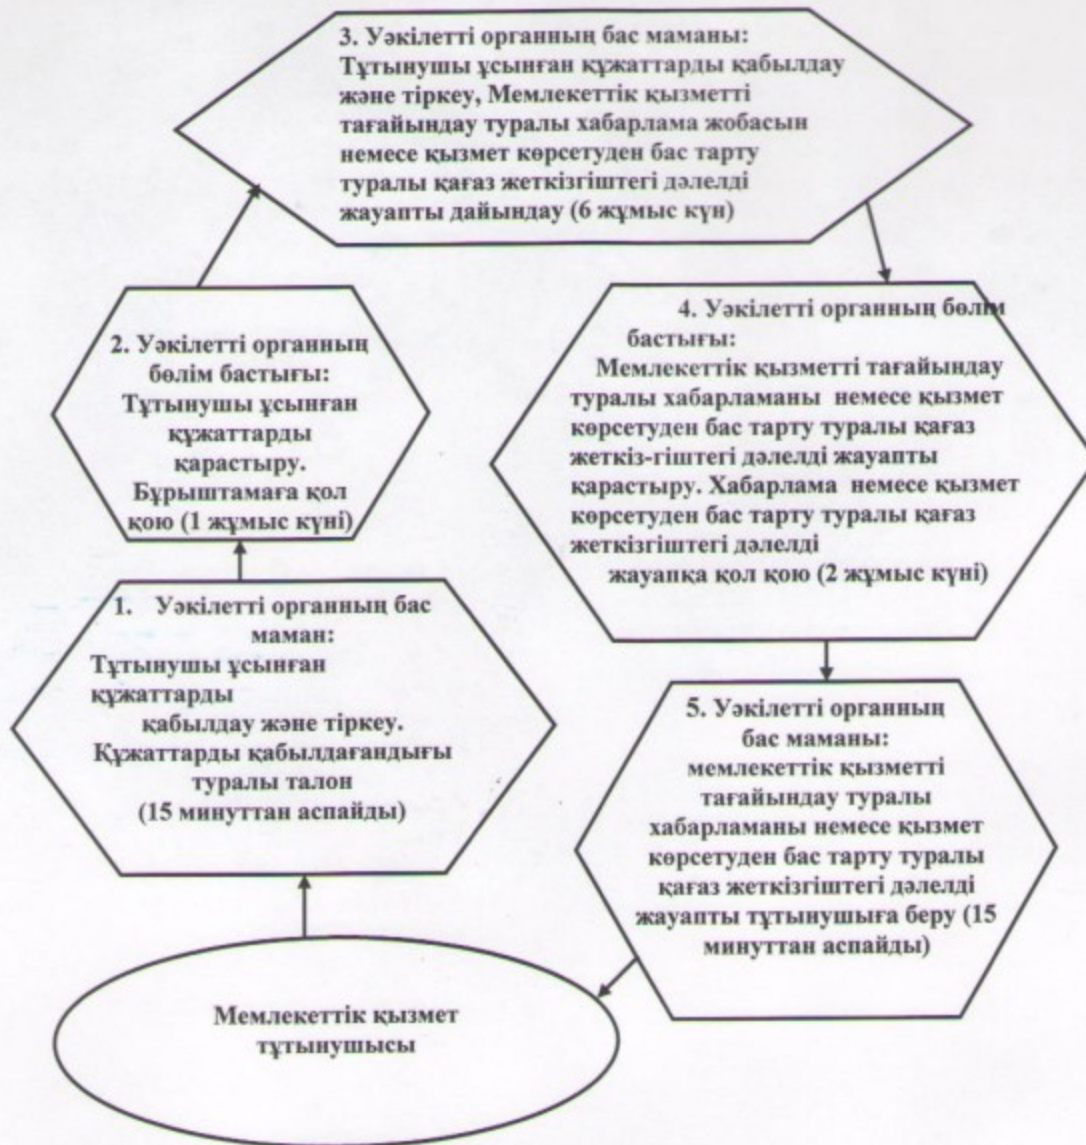 3. Уәкілетті органның бас маманы:
Тұтынушы ұсынған құжаттарды қабылдау
және тіркеу, Мемлекеттік қызметті
тағайындау туралы хабарлама жобасын
немесе қызмет көрсетуден бас тарту
туралы қағаз жеткізгіштегі дәлелді
жауапты дайындау (6 жұмыс күн)
2. Уәкілетті органның
бөлім бастығы:
Тұтынушы ұсынған
құжаттарды
қарастыру.
Бұрыштамаға қол
қою (1 жұмыс күні)
4. Уәкілетті органның бөлім
бастығы:
Мемлекеттік қызметті тағайындау
туралы хабарламаны немесе қызмет
көрсетуден бас тарту туралы қағаз
жеткіз-гіштегі дәлелді жауапты
қарастыру. Хабарлама немесе қызмет
көрсетуден бас тарту туралы қағаз
жеткізгіштегі дәлелді
жауапқа қол қою (2 жұмыс күні)
1. Уәкілетті органның бас
маман:
Тұтынушы ұсынған
құжаттарды
қабылдау және тіркеу.
Құжаттарды қабылдағандығы
туралы талон
(15 минуттан аспайды)
5. Уәкілетті органның
бас маманы:
мемлекеттік қызметті
тағайындау туралы
хабарламаны немесе қызмет
көрсетуден бас тарту туралы
қағаз жеткізгіштегі дәлелді
жауапты тұтынушыға беру (15
минуттан аспайды)
Мемлекеттік қызмет
тұтынушысы